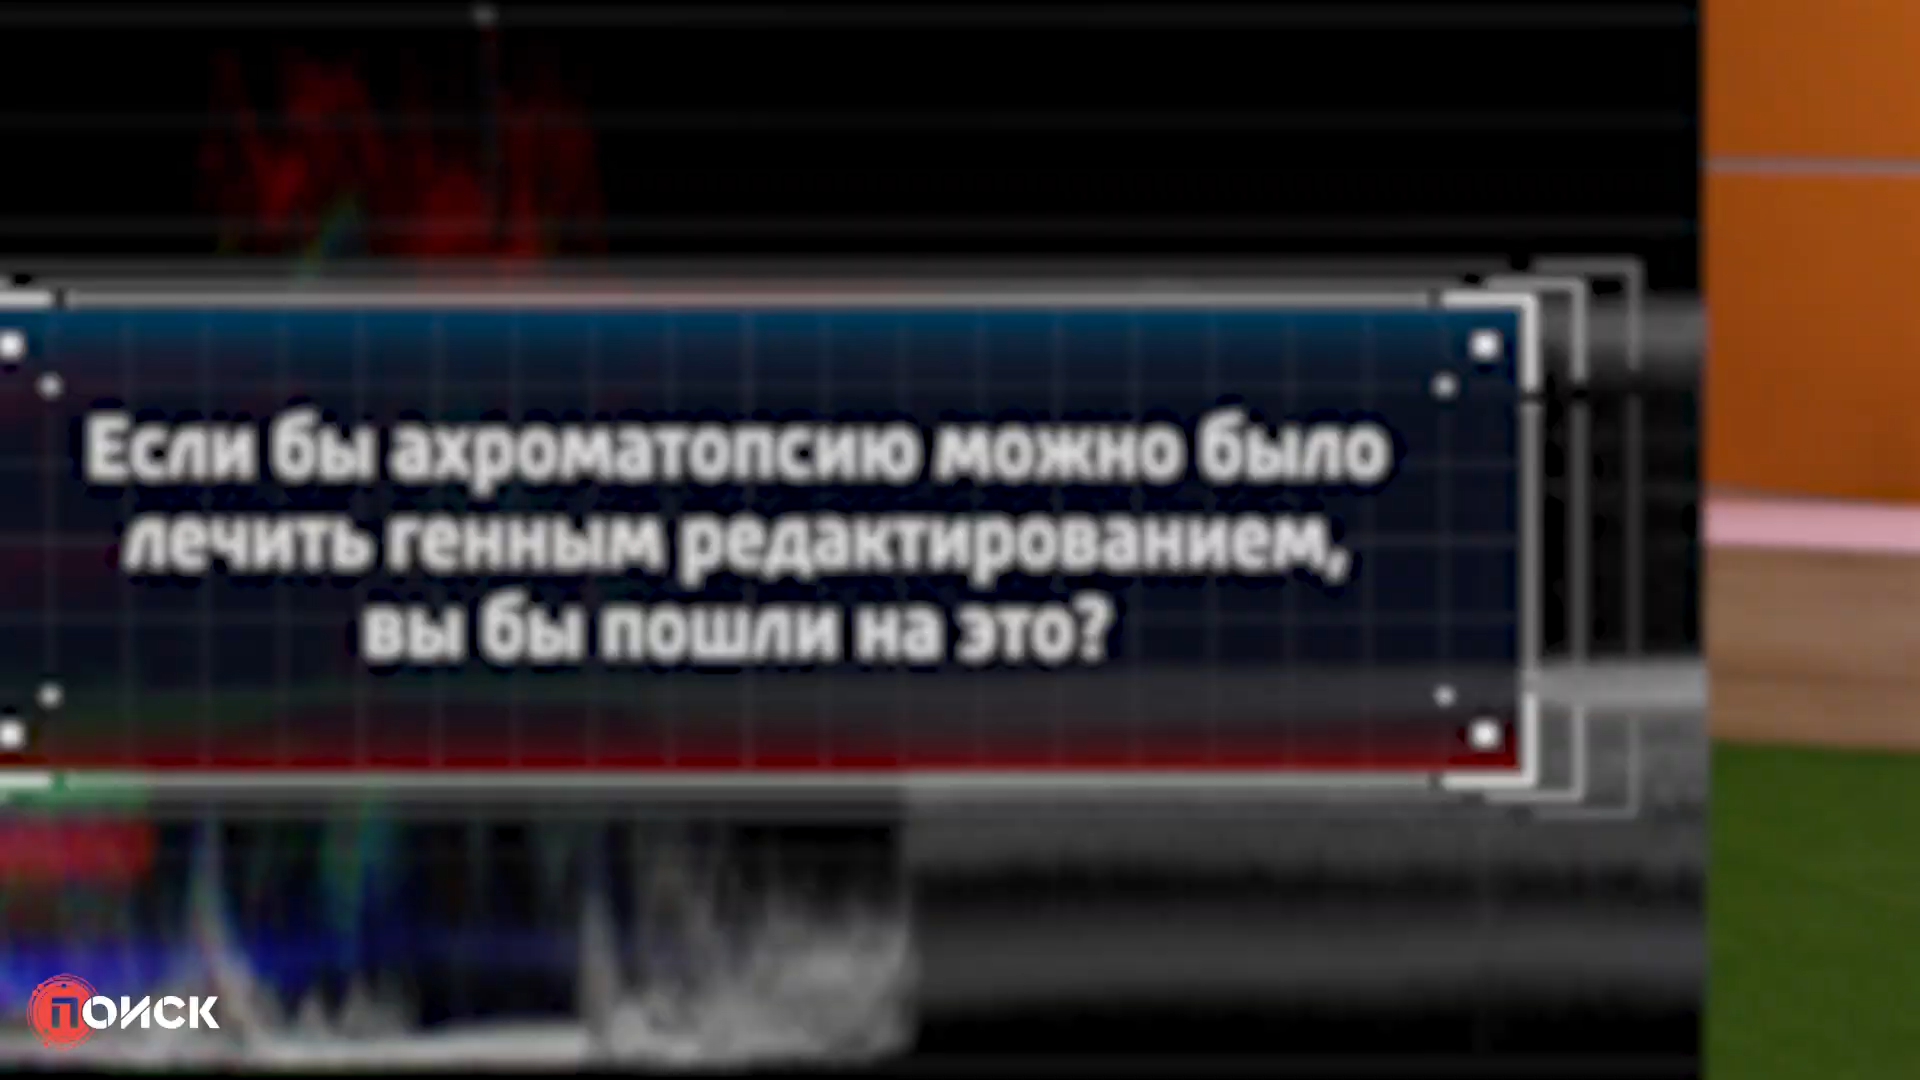 Если бы ахроматопсию можно было
лечить генным редактированием,
вы бы пошли на это?
ПОИСК